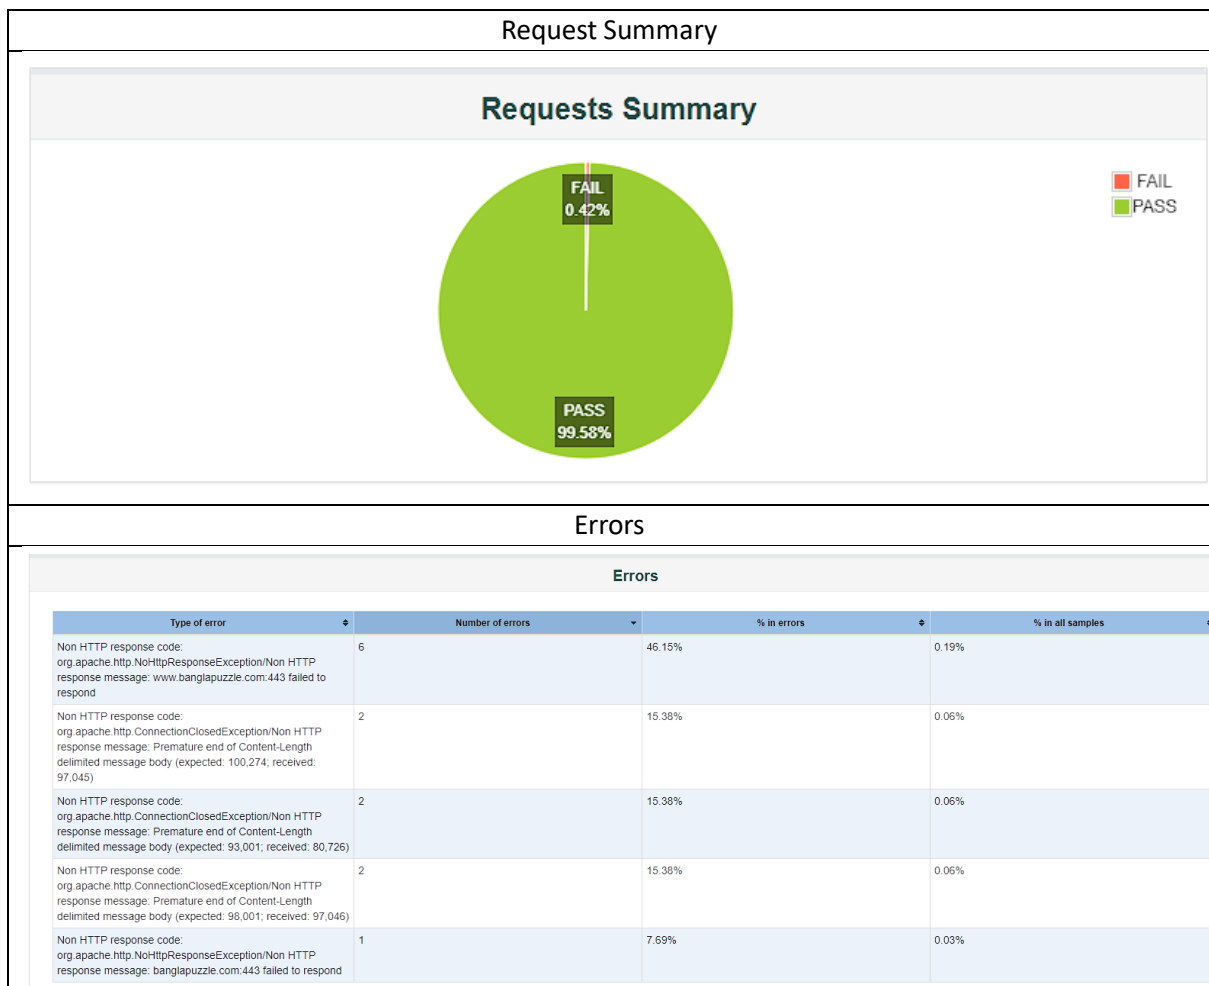 Request Summary
Requests Summary
FAIL
0.42%
PASS
99.58%
FAIL
PASS
Errors
Errors
Type of error Number of errors % in errors % in all samples
Non HTTP response code: 6 46.15% 0.19%
org.apache.http.NoHttpResponseException/Non HTTP
response message: www.banglapuzzle.com:443 failed to
respond
Non HTTP response code: 2 15.38% 0.06%
org.apache.http.ConnectionClosedException/Non HTTP
response message: Premature end of Content-Length
delimited message body (expected: 100,274; received:
97,045)
Non HTTP response code: 2 15.38% 0.06%
org.apache.http.ConnectionClosedException/Non HTTP
response message: Premature end of Content-Length
delimited message body (expected: 93,001; received: 80,726)
Non HTTP response code: 2 15.38% 0.06%
org.apache.http.ConnectionClosedException/Non HTTP
response message: Premature end of Content-Length
delimited message body (expected: 98,001; received: 97,046)
Non HTTP response code: 1 7.69% 0.03%
org.apache.http.NoHttpResponseException/Non HTTP
response message: banglapuzzle.com:443 failed to respond